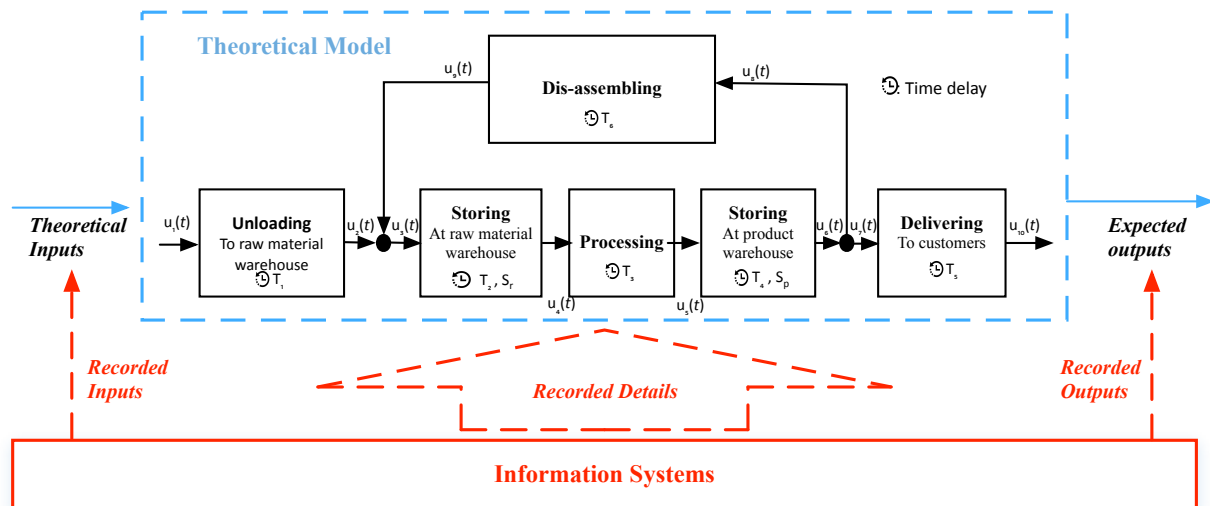 Theoretical Model
u₉(t)
u₈(t)
Dis-assembling
T₆
: Time delay
Theoretical
Inputs
u₁(t)
Unloading
To raw material
warehouse
T₁
u₂(t)
u₃(t)
Storing
At raw material
warehouse
T₂ , Sᵣ
u₄(t)
Processing
T₃
u₅(t)
Storing
At product
warehouse
T₄ , Sₚ
u₆(t)
u₇(t)
Delivering
To customers
T₅
u₁₀(t)
Expected
outputs
Recorded
Inputs
Recorded Details
Recorded
Outputs
Information Systems